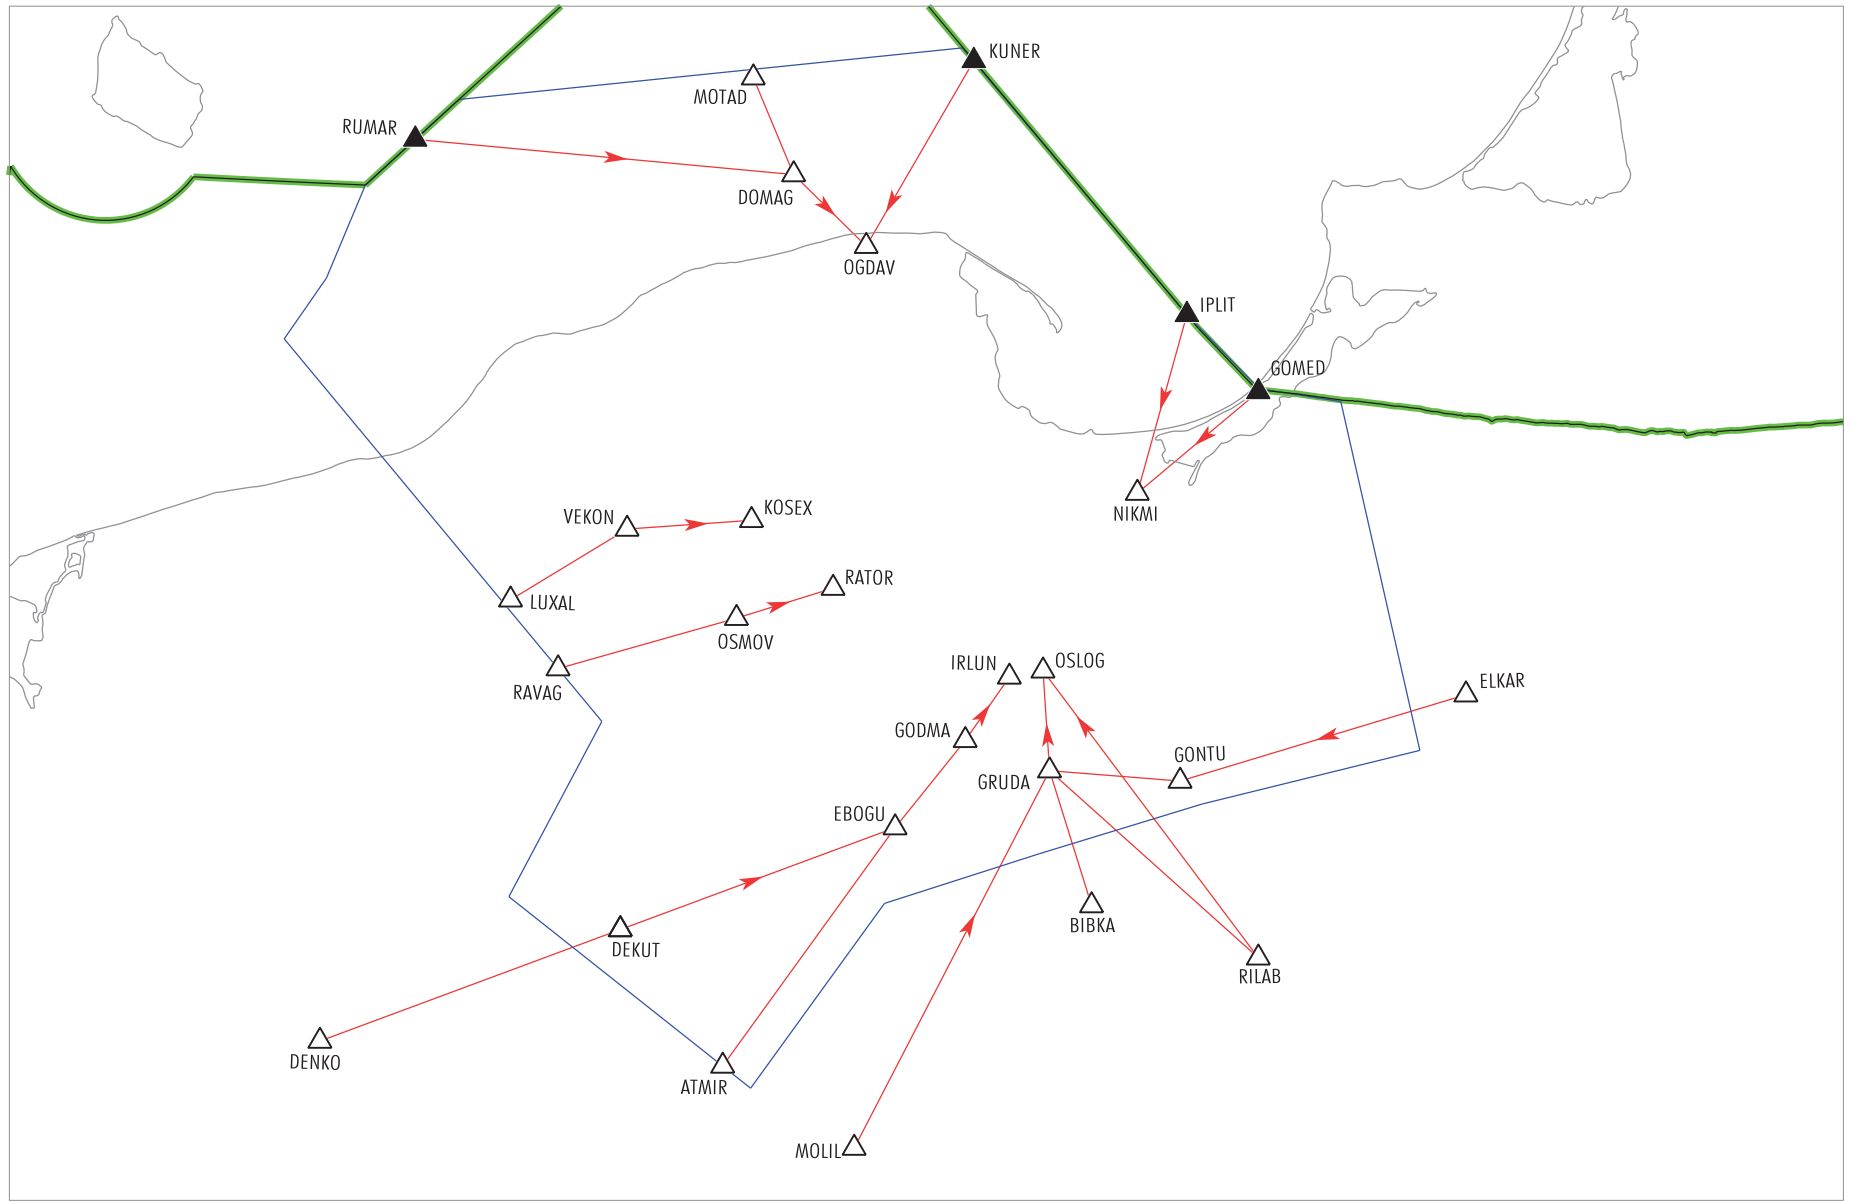 KUNER
MOTAD
RUMAR
DOMAG
OGDAV
IPLIT
GOMED
KOSEX
VEKON
NIKMI
RATOR
LUXAL
OSMOV
IRLUN
OSLOG
ELKAR
RAVAG
GODMA
GONTU
GRUDA
EBOGU
BIBKA
DEKUT
RILAB
DENKO
ATMIR
MOLIL